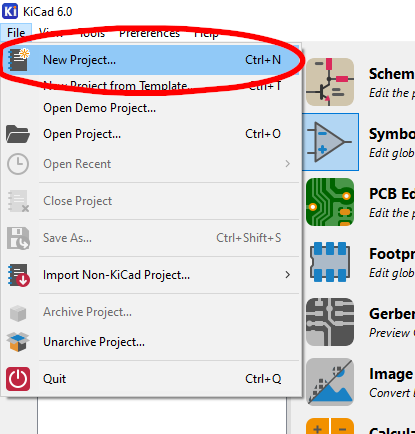 KiCad 6.0
File View Tools Preferences Help
New Project... Ctrl+N
New Project from Template... Ctrl+T
Open Demo Project...
Open Project... Ctrl+O
Open Recent
Close Project
Save As... Ctrl+Shift+S
Import Non-KiCad Project...
Archive Project...
Unarchive Project...
Quit Ctrl+Q
Schem
Edit the p
Symbo
Edit glob
PCB Ed
Edit the p
Footpr
Edit glob
Gerber
Preview G
Image
Convert b
Calcula